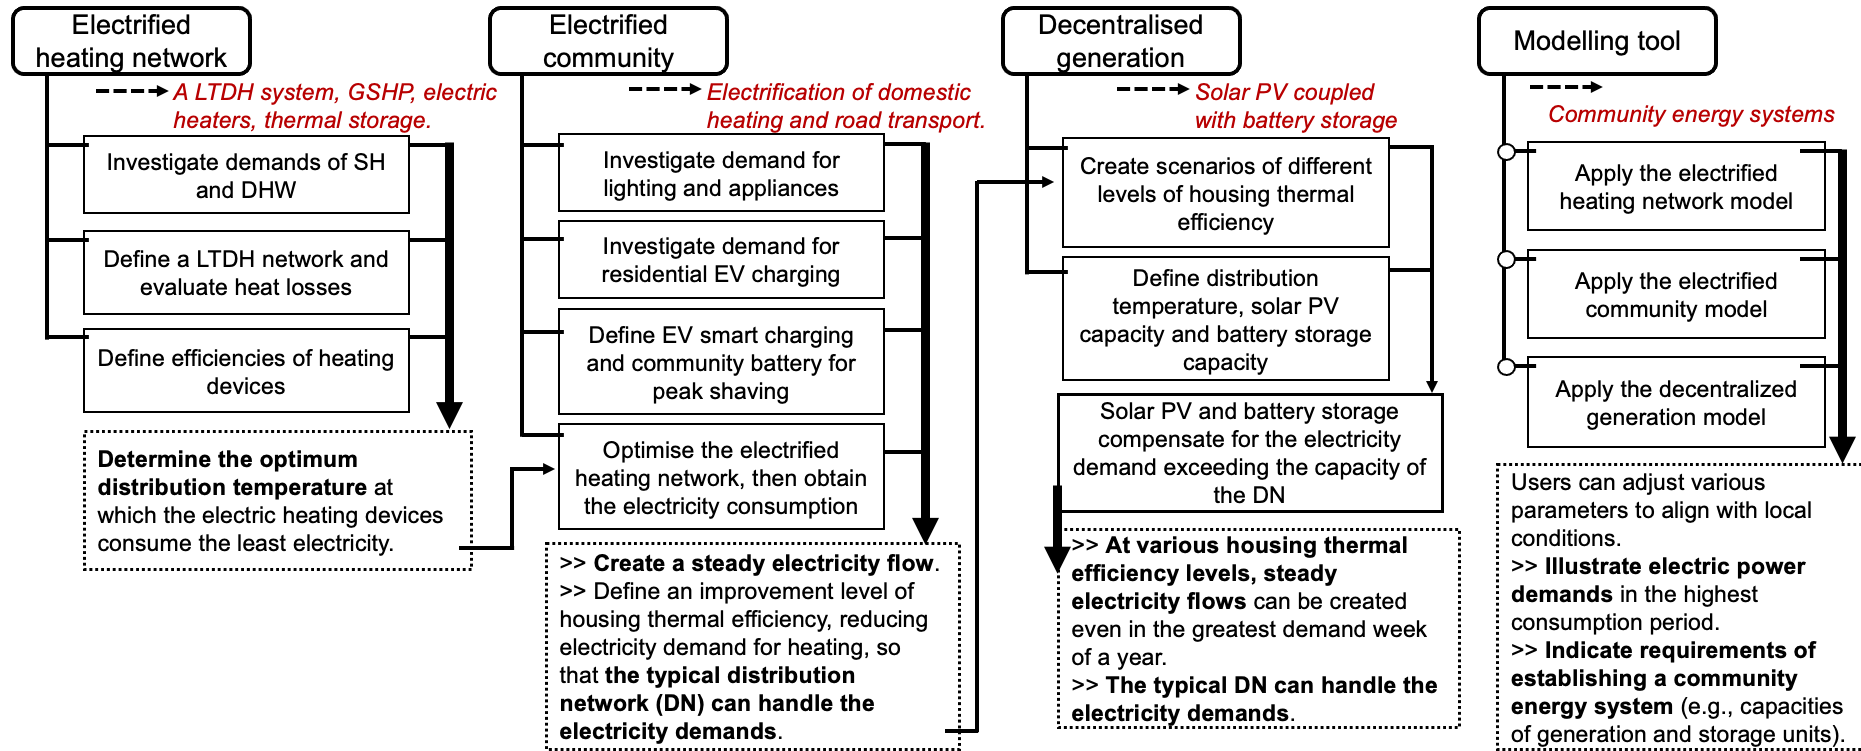 Electrified
heating network
A LTDH system, GSHP, electric
heaters, thermal storage.
Investigate demands of SH
and DHW
Define a LTDH network and
evaluate heat losses
Define efficiencies of heating
devices
Determine the optimum
distribution temperature at
which the electric heating devices
consume the least electricity.
Electrified
community
Electrification of domestic
heating and road transport.
Investigate demand for
lighting and appliances
Investigate demand for
residential EV charging
Define EV smart charging
and community battery for
peak shaving
Optimise the electrified
heating network, then obtain
the electricity consumption
>> Create a steady electricity flow.
>> Define an improvement level of
housing thermal efficiency, reducing
electricity demand for heating, so
that the typical distribution
network (DN) can handle the
electricity demands.
Decentralised
generation
Solar PV coupled
with battery storage
Create scenarios of different
levels of housing thermal
efficiency
Define distribution
temperature, solar PV
capacity and battery storage
capacity
Solar PV and battery storage
compensate for the electricity
demand exceeding the capacity of
the DN
>> At various housing thermal
efficiency levels, steady
electricity flows can be created
even in the greatest demand week
of a year.
>> The typical DN can handle the
electricity demands.
Modelling tool
Community energy systems
Apply the electrified
heating network model
Apply the electrified
community model
Apply the decentralized
generation model
Users can adjust various
parameters to align with local
conditions.
>> Illustrate electric power
demands in the highest
consumption period.
>> Indicate requirements of
establishing a community
energy system (e.g., capacities
of generation and storage units).